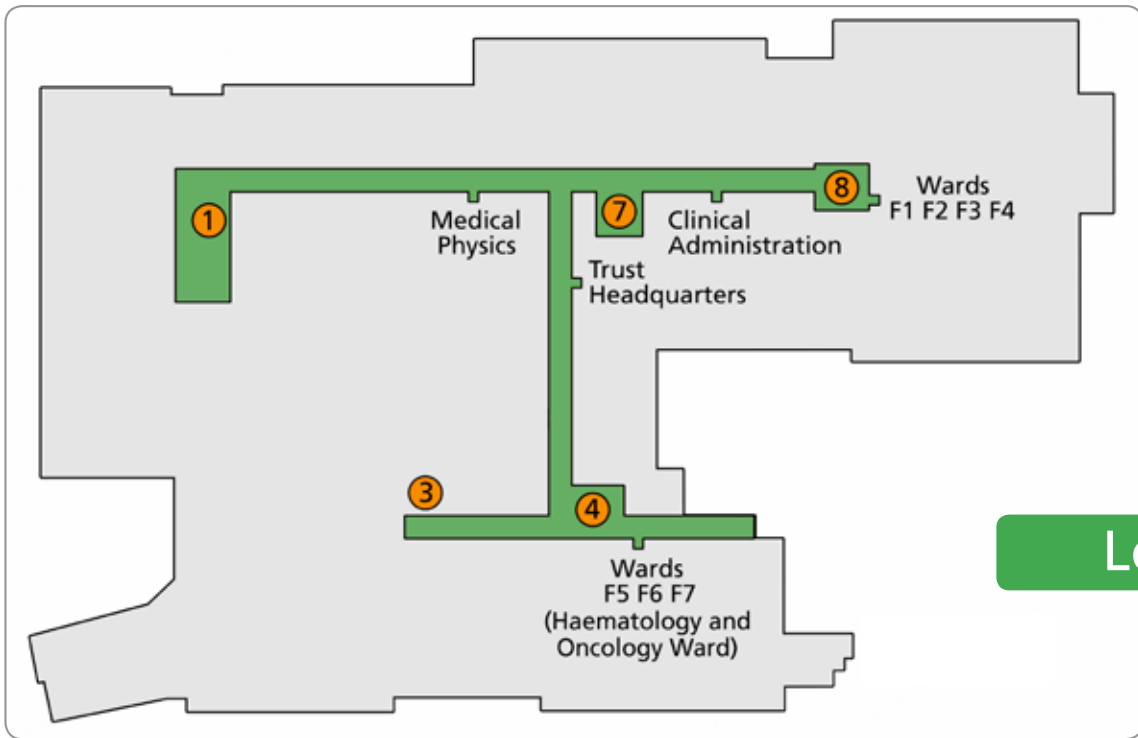 1
Medical
Physics
7
Clinical
Administration
8
Wards
F1 F2 F3 F4
Trust
Headquarters
3
4
Wards
F5 F6 F7
(Haematology and
Oncology Ward)